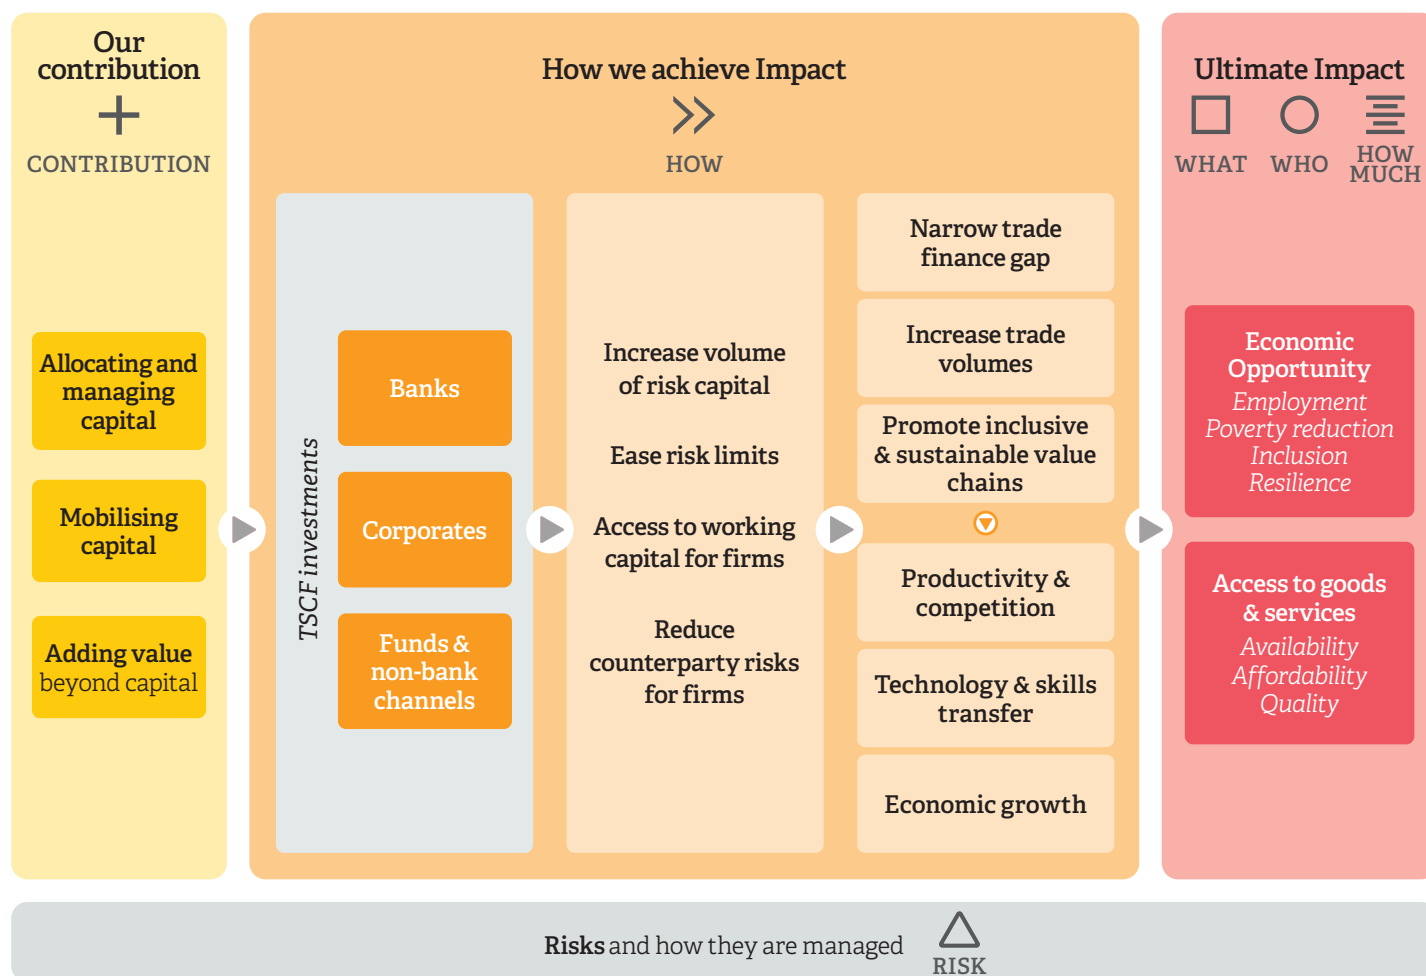 Our
contribution
CONTRIBUTION
Allocating and
managing
capital
Mobilising
capital
Adding value
beyond capital
How we achieve Impact
HOW
TSCF investments
Banks
Corporates
Funds &
non-bank
channels
Increase volume
of risk capital
Ease risk limits
Access to working
capital for firms
Reduce
counterparty risks
for firms
Narrow trade
finance gap
Increase trade
volumes
Promote inclusive
& sustainable value
chains
Productivity &
competition
Technology & skills
transfer
Economic growth
Ultimate Impact
WHAT
WHO
HOW
MUCH
Economic
Opportunity
Employment
Poverty reduction
Inclusion
Resilience
Access to goods
& services
Availability
Affordability
Quality
Risks and how they are managed
RISK